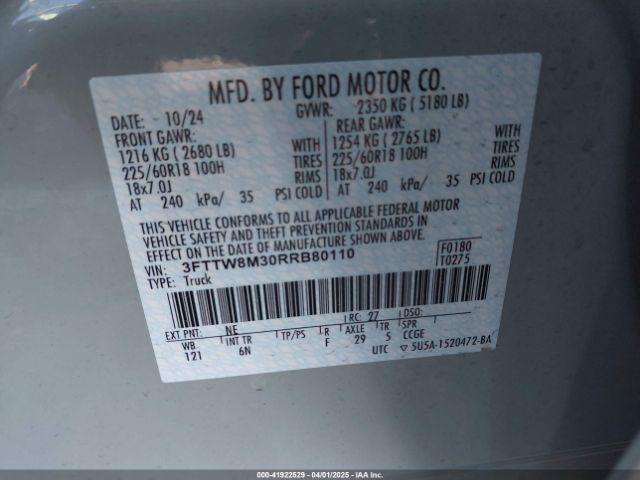 MFD. BY FORD MOTOR CO.
DATE: 10/24 GVWR: 2350 KG ( 5180 LB)
FRONT GAWR: REAR GAWR:
1216 KG ( 2680 LB) WITH 1254 KG ( 2765 LB) WITH
225/60R18 100H TIRES 225/60R18 100H TIRES
18x7.0J RIMS 18x7.0J RIMS
AT 240 kPa/ 35 PSI COLD AT 240 kPa/ 35 PSI COLD
THIS VEHICLE CONFORMS TO ALL APPLICABLE FEDERAL MOTOR
VEHICLE SAFETY AND THEFT PREVENTION STANDARDS IN
EFFECT ON THE DATE OF MANUFACTURE SHOWN ABOVE.
VIN: 3FTTW8M30RRB80110 F0180
TYPE: Truck T0275
EXT PNT: NE RC: 27 DSO:
WB INT TR TP/PS R AXLE TR SPR
121 6N F 29 5 CCGE
UTC ▽ 5U5A-1520472-BA
000-41922529 - 04/01/2025 - IAAI.COM